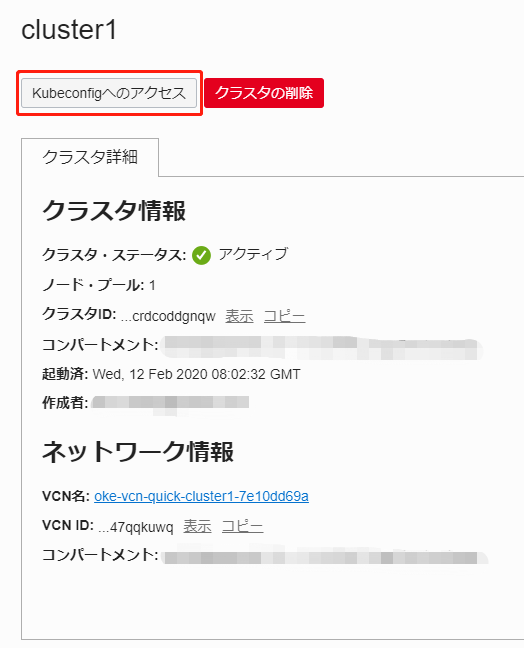 cluster1
Kubeconfigへのアクセス クラスタの削除
クラスタ詳細
クラスタ情報
クラスタ・ステータス: アクティブ
ノード・プール: 1
クラスタID: ...crdcoddgnqw 表示 コピー
コンパートメント:
起動済: Wed, 12 Feb 2020 08:02:32 GMT
作成者:
ネットワーク情報
VCN名: oke-vcn-quick-cluster1-7e10dd69a
VCN ID: ...47qqkuwq 表示 コピー
コンパートメント: